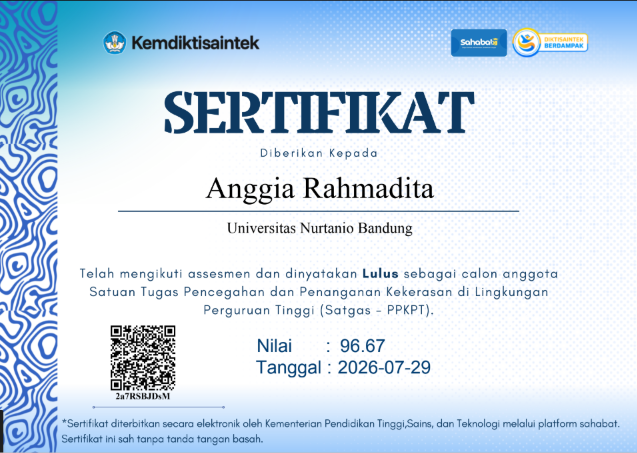 Kemdiktisaintek
Sahabat
DIKTISAINTEK
BERDAMPAK
SERTIFIKAT
Diberikan Kepada
Anggia Rahmadita
Universitas Nurtanio Bandung
Telah mengikuti assesmen dan dinyatakan Lulus sebagai calon anggota
Satuan Tugas Pencegahan dan Penanganan Kekerasan di Lingkungan
Perguruan Tinggi (Satgas - PPKPT).
Nilai : 96.67
Tanggal : 2026-07-29
2a7RSBJDsM
*Sertifikat diterbitkan secara elektronik oleh Kementerian Pendidikan Tinggi,Sains, dan Teknologi melalui platform sahabat.
Sertifikat ini sah tanpa tanda tangan basah.